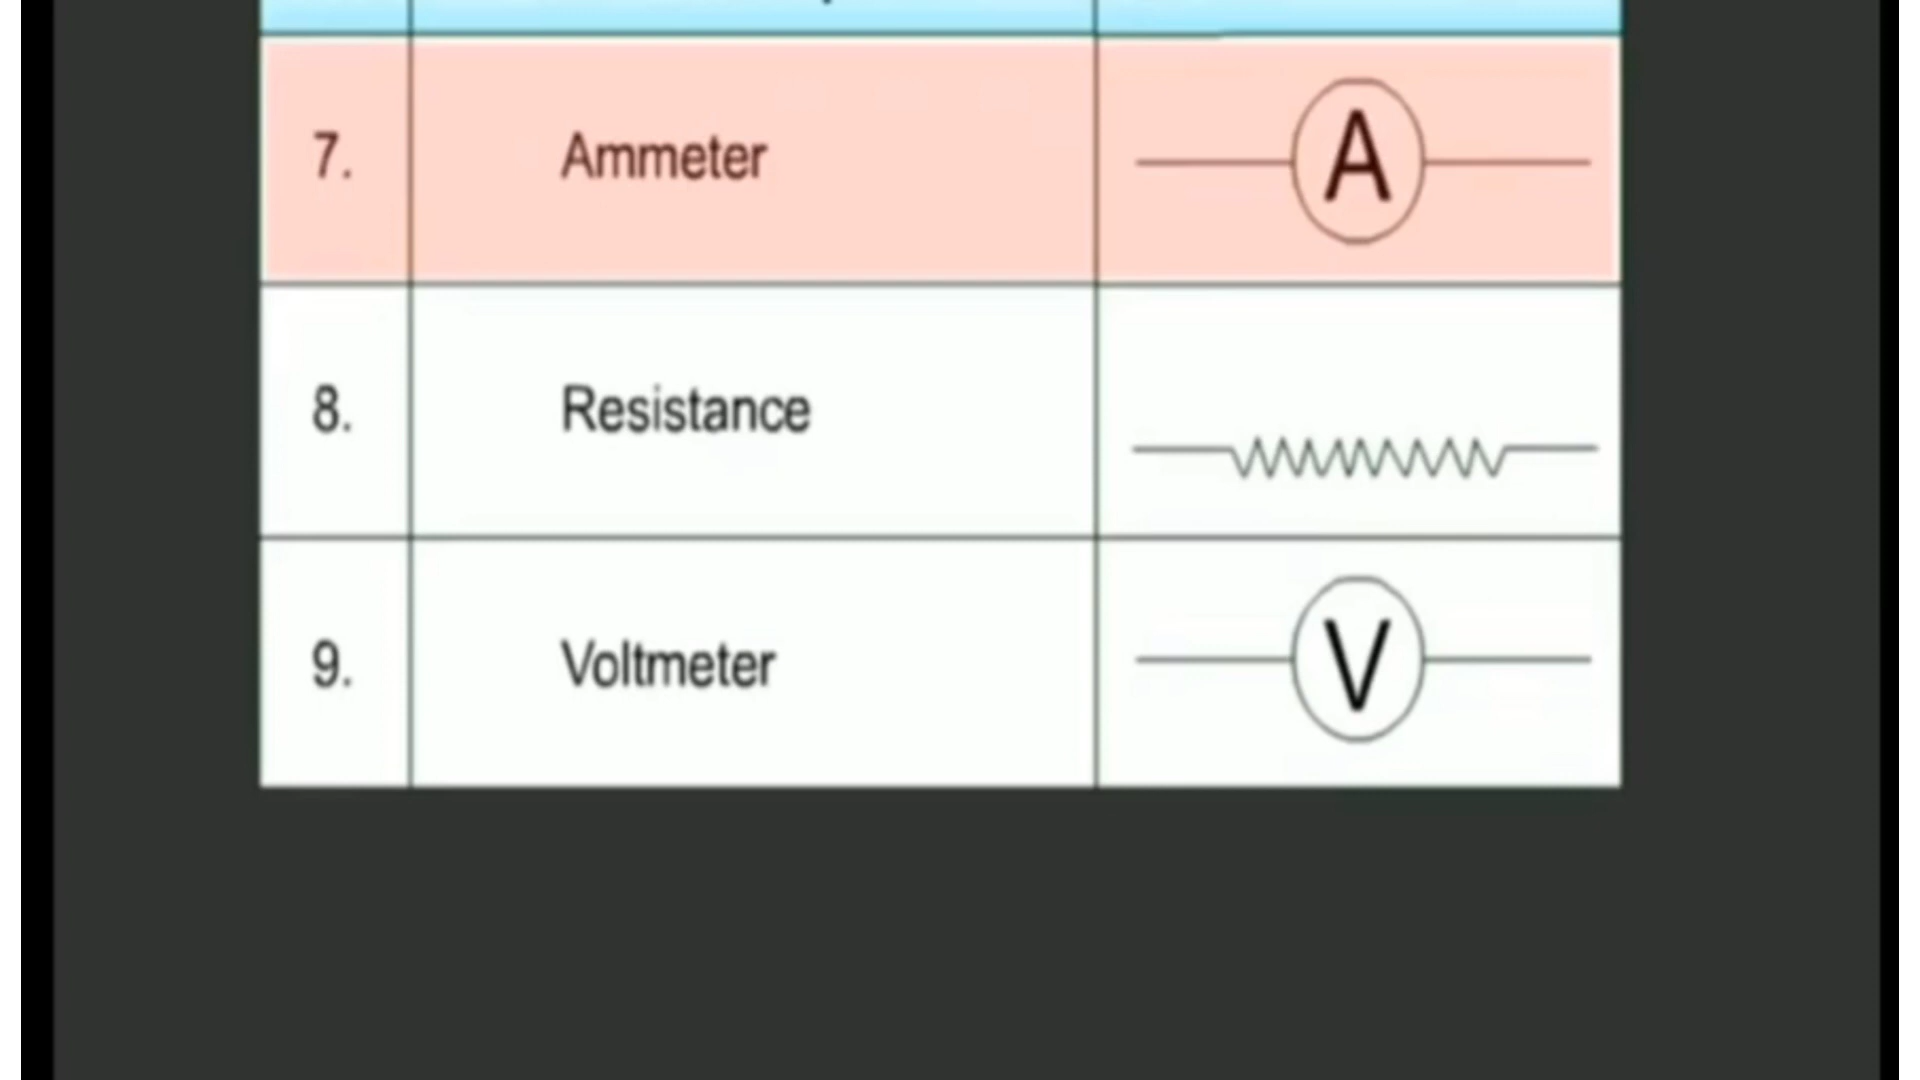 7. Ammeter A
8. Resistance
9. Voltmeter V